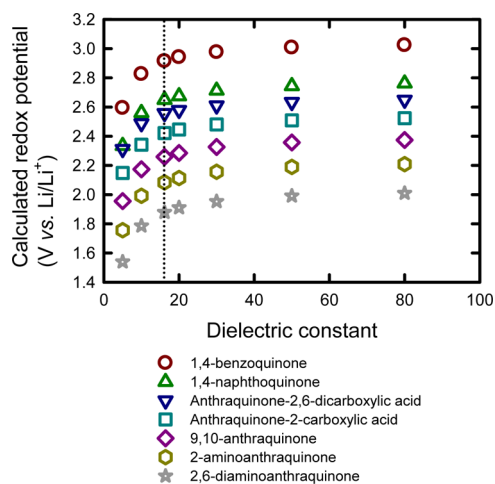 3.2
3.0
2.8
2.6
2.4
2.2
2.0
1.8
1.6
1.4
Calculated redox potential
(V vs. Li/Li+)
0 20 40 60 80 100
Dielectric constant
1,4-benzoquinone
1,4-naphthoquinone
Anthraquinone-2,6-dicarboxylic acid
Anthraquinone-2-carboxylic acid
9,10-anthraquinone
2-aminoanthraquinone
2,6-diaminoanthraquinone